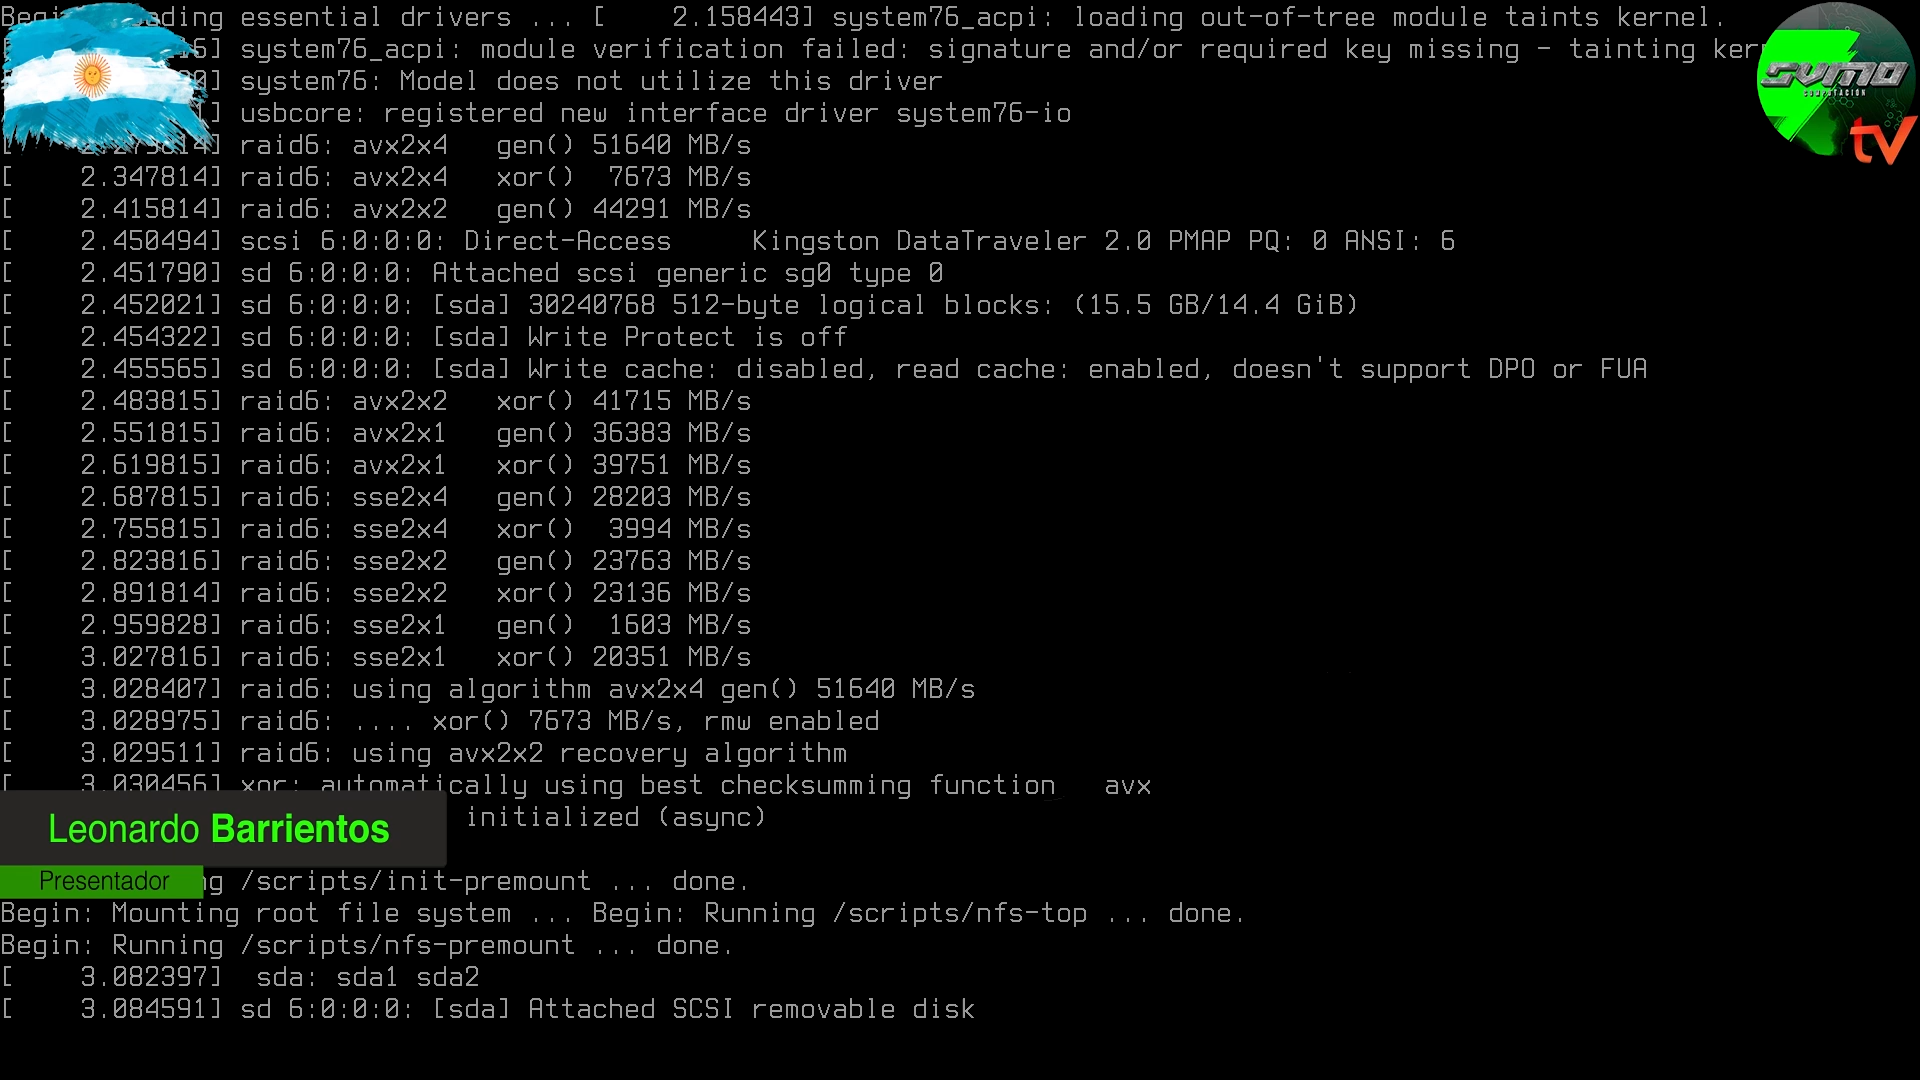 Begin: Loading essential drivers ... [    2.158443] system76_acpi: loading out-of-tree module taints kernel.
6] system76_acpi: module verification failed: signature and/or required key missing - tainting
] system76: Model does not utilize this driver
] usbcore: registered new interface driver system76-io
[ 14] raid6: avx2x4   gen() 51640 MB/s
[    2.347814] raid6: avx2x4   xor()  7673 MB/s
[    2.415814] raid6: avx2x2   gen() 44291 MB/s
[    2.450494] scsi 6:0:0:0: Direct-Access     Kingston DataTraveler 2.0 PMAP PQ: 0 ANSI: 6
[    2.451790] sd 6:0:0:0: Attached scsi generic sg0 type 0
[    2.452021] sd 6:0:0:0: [sda] 30240768 512-byte logical blocks: (15.5 GB/14.4 GiB)
[    2.454322] sd 6:0:0:0: [sda] Write Protect is off
[    2.455565] sd 6:0:0:0: [sda] Write cache: disabled, read cache: enabled, doesn't support DPO or FUA
[    2.483815] raid6: avx2x2   xor() 41715 MB/s
[    2.551815] raid6: avx2x1   gen() 36383 MB/s
[    2.619815] raid6: avx2x1   xor() 39751 MB/s
[    2.687815] raid6: sse2x4   gen() 28203 MB/s
[    2.755815] raid6: sse2x4   xor()  3994 MB/s
[    2.823816] raid6: sse2x2   gen() 23763 MB/s
[    2.891814] raid6: sse2x2   xor() 23136 MB/s
[    2.959828] raid6: sse2x1   gen()  1603 MB/s
[    3.027816] raid6: sse2x1   xor() 20351 MB/s
[    3.028407] raid6: using algorithm avx2x4 gen() 51640 MB/s
[    3.028975] raid6: .... xor() 7673 MB/s, rmw enabled
[    3.029511] raid6: using avx2x2 recovery algorithm
[    3.030456] xor: automatically using best checksumming function   avx
initialized (async)
/scripts/init-premount ... done.
Begin: Mounting root file system ... Begin: Running /scripts/nfs-top ... done.
Begin: Running /scripts/nfs-premount ... done.
[    3.082397]  sda: sda1 sda2
[    3.084591] sd 6:0:0:0: [sda] Attached SCSI removable disk
Leonardo Barrientos
Presentador
SYMO
COMPUTACIÓN
tV